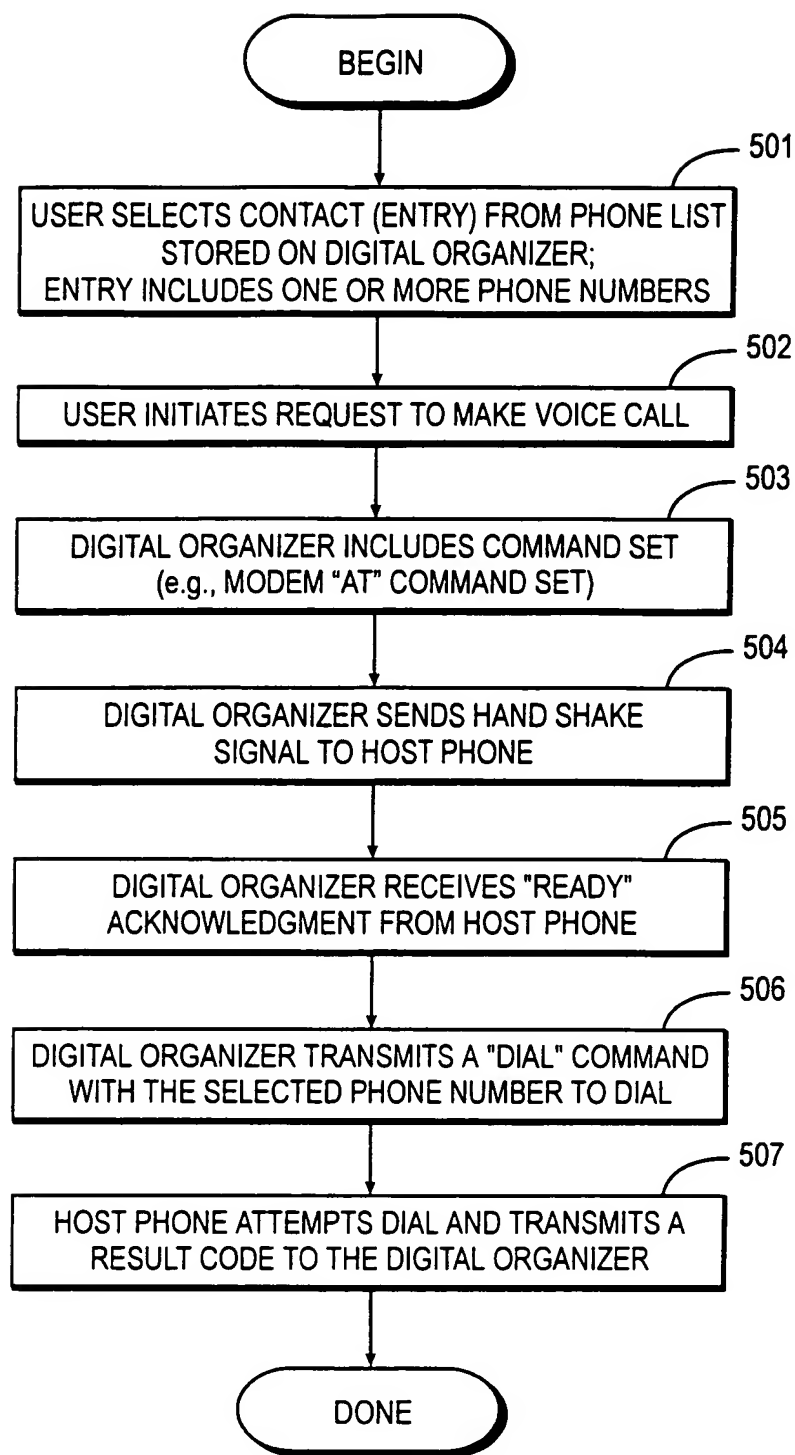 BEGIN
501
USER SELECTS CONTACT (ENTRY) FROM PHONE LIST
STORED ON DIGITAL ORGANIZER;
ENTRY INCLUDES ONE OR MORE PHONE NUMBERS
502
USER INITIATES REQUEST TO MAKE VOICE CALL
503
DIGITAL ORGANIZER INCLUDES COMMAND SET
(e.g., MODEM “AT” COMMAND SET)
504
DIGITAL ORGANIZER SENDS HAND SHAKE
SIGNAL TO HOST PHONE
505
DIGITAL ORGANIZER RECEIVES "READY"
ACKNOWLEDGMENT FROM HOST PHONE
506
DIGITAL ORGANIZER TRANSMITS A "DIAL" COMMAND
WITH THE SELECTED PHONE NUMBER TO DIAL
507
HOST PHONE ATTEMPTS DIAL AND TRANSMITS A
RESULT CODE TO THE DIGITAL ORGANIZER
DONE